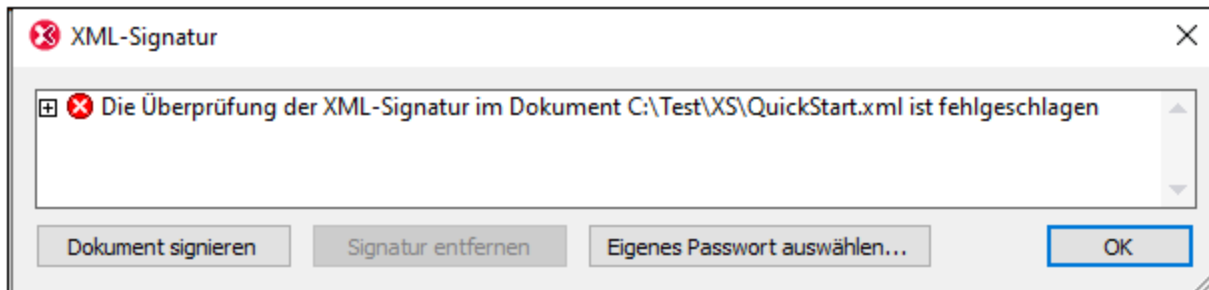 XML-Signatur
Die Überprüfung der XML-Signatur im Dokument C:\Test\XS\QuickStart.xml ist fehlgeschlagen
Dokument signieren Signatur entfernen Eigenes Passwort auswählen... OK